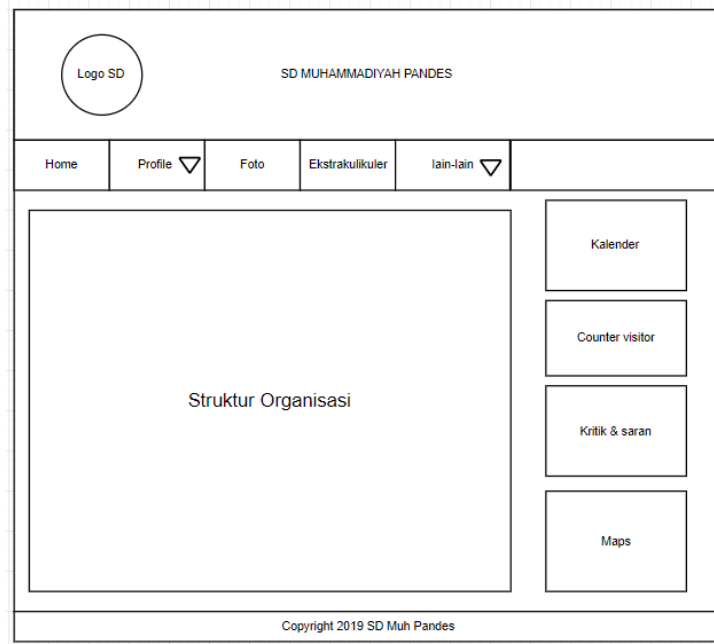 Logo SD
SD MUHAMMADIYAH PANDES
Home
Profile
Foto
Ekstrakulikuler
lain-lain
Struktur Organisasi
Kalender
Counter visitor
Kritik & saran
Maps
Copyright 2019 SD Muh Pandes